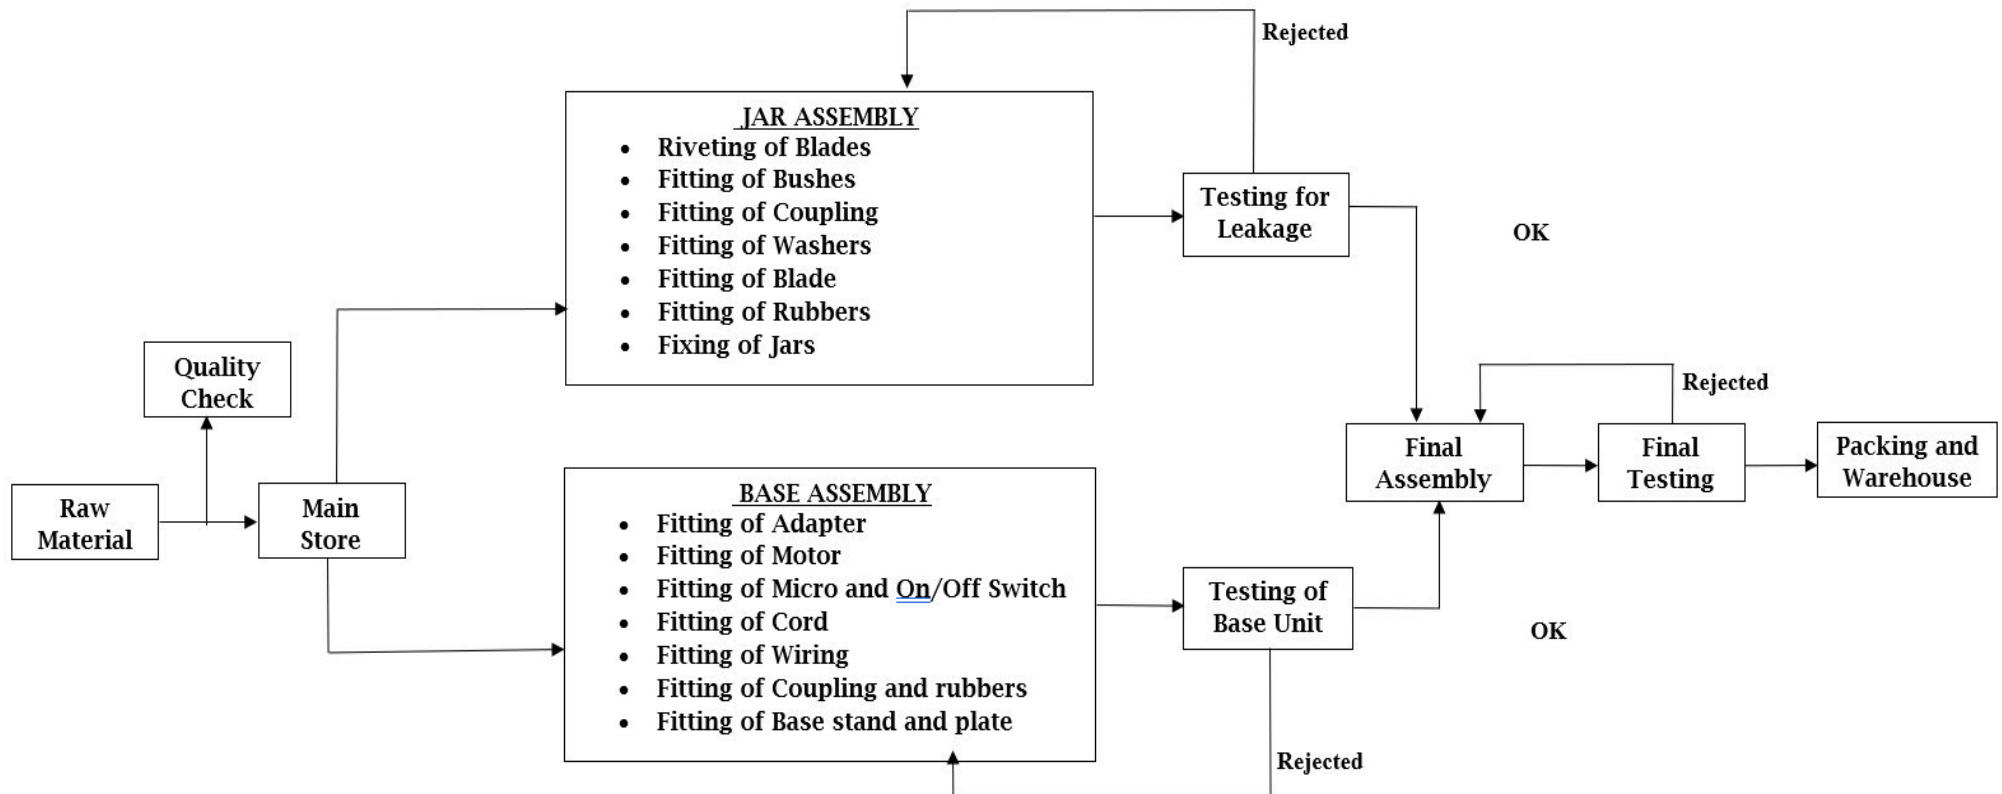 Rejected
JAR ASSEMBLY
• Riveting of Blades
• Fitting of Bushes
• Fitting of Coupling
• Fitting of Washers
• Fitting of Blade
• Fitting of Rubbers
• Fixing of Jars
Testing for
Leakage
OK
Quality
Check
Raw
Material
Main
Store
BASE ASSEMBLY
• Fitting of Adapter
• Fitting of Motor
• Fitting of Micro and On/Off Switch
• Fitting of Cord
• Fitting of Wiring
• Fitting of Coupling and rubbers
• Fitting of Base stand and plate
Testing of
Base Unit
OK
Rejected
Final
Assembly
Rejected
Final
Testing
Packing and
Warehouse